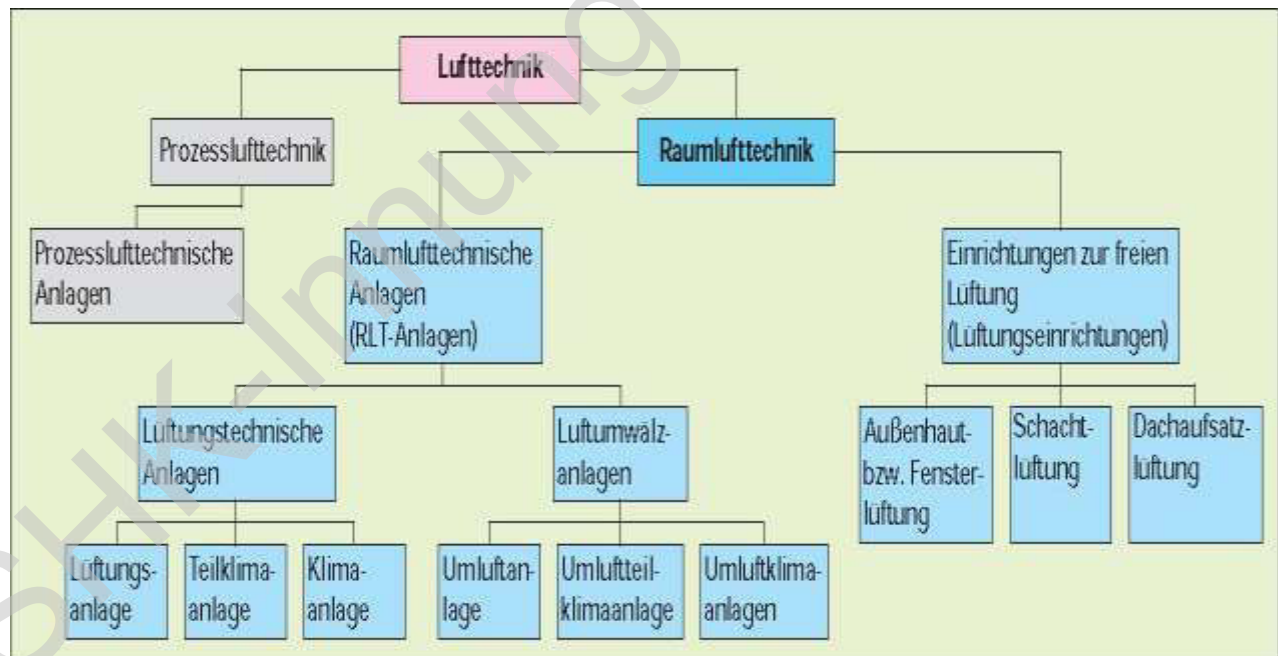 Lufttechnik
Prozesslufttechnik
Raumlufttechnik
Prozesslufttechnische
Anlagen
Raumlufttechnische
Anlagen
(RLT-Anlagen)
Einrichtungen zur freien
Lüftung
(Lüftungseinrichtungen)
Lüftungstechnische
Anlagen
Luftumwälz-
anlagen
Außenhaut-
bzw. Fenster-
lüftung
Schacht-
lüftung
Dachaufsatz-
lüftung
Lüftungs-
anlage
Teilklima-
anlage
Klima-
anlage
Umluftan-
lage
Umluftteil-
klimaanlage
Umluftklima-
anlagen
SHK-Innung